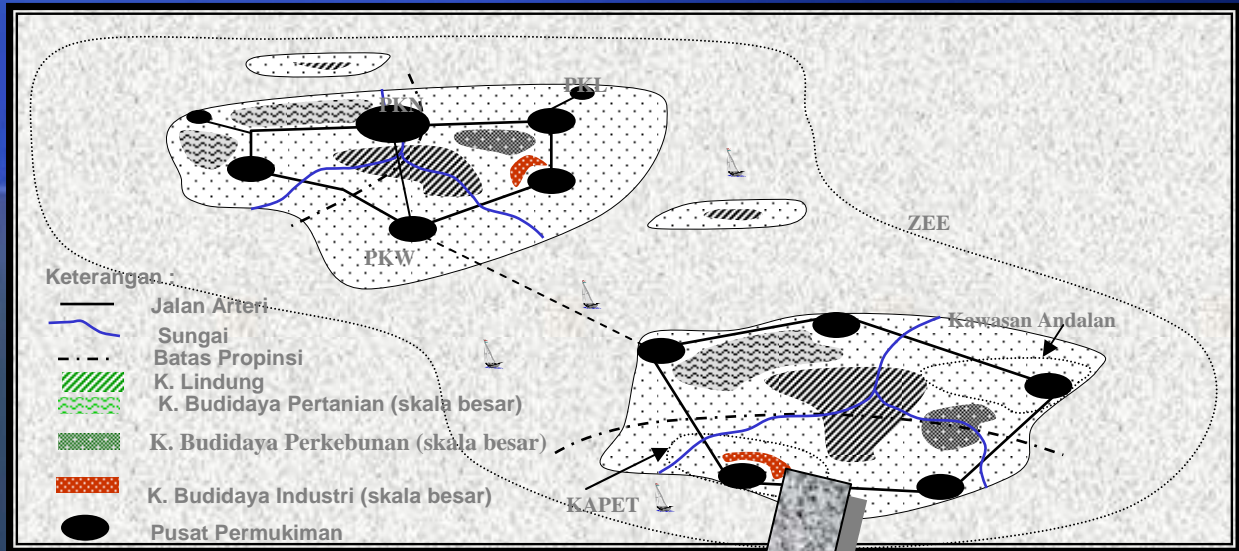 PKL
PKN
ZEE
PKW
Keterangan :
Jalan Arteri
Sungai
Batas Propinsi
K. Lindung
K. Budidaya Pertanian (skala besar)
K. Budidaya Perkebunan (skala besar)
K. Budidaya Industri (skala besar)
Pusat Permukiman
Kawasan Andalan
KAPET